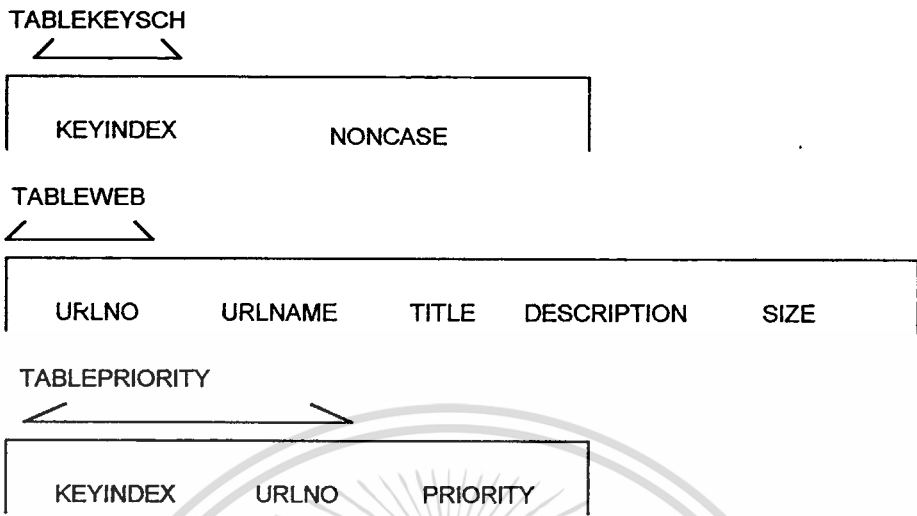 TABLEKEYSCH
KEYINDEX NONCASE
TABLEWEB
URLNO URLNAME TITLE DESCRIPTION SIZE
TABLEPRIORITY
KEYINDEX URLNO PRIORITY